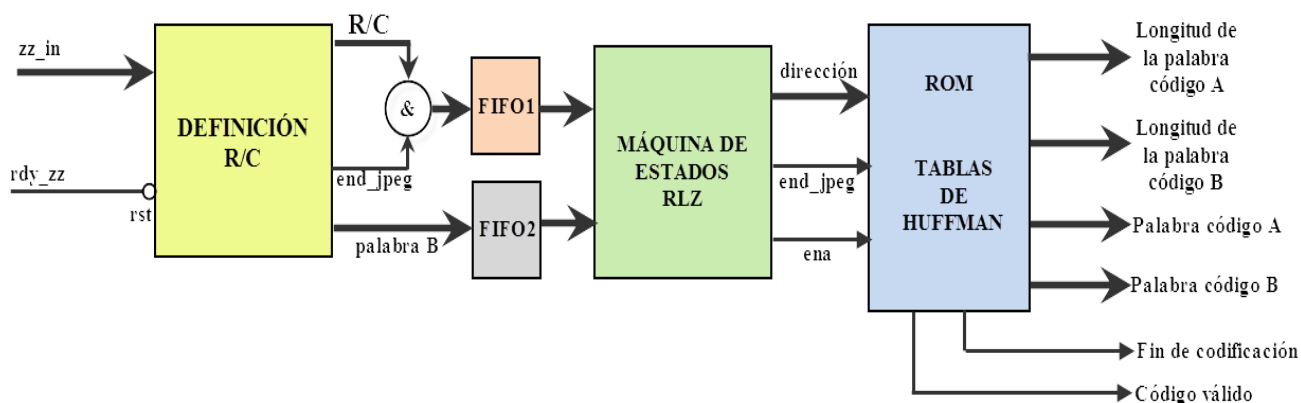 zz_in
rdy_zz
rst
DEFINICIÓN
R/C
R/C
&
end_jpeg
palabra B
FIFO1
FIFO2
MÁQUINA DE
ESTADOS
RLZ
dirección
end_jpeg
ena
ROM
TABLAS
DE
HUFFMAN
Longitud de
la palabra
código A
Longitud de
la palabra
código B
Palabra código A
Palabra código B
Fin de codificación
Código válido